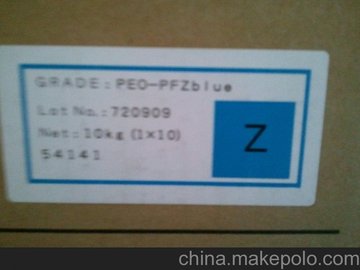 GRADE: PEO-PFZblue
Lot No.: 720909
Net: 10kg (1×10)
54141
Z
china.makepolo.com